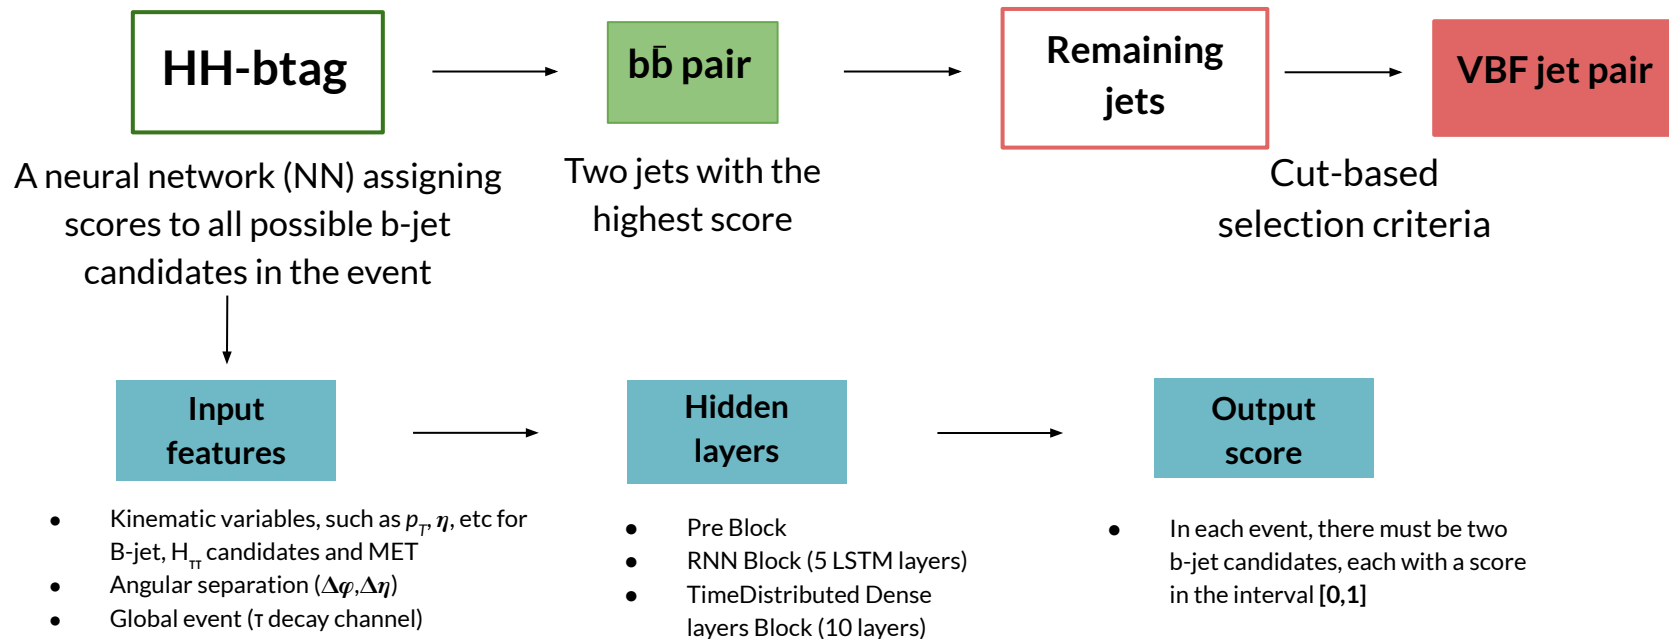 HH-btag
bb̄ pair
Remaining
jets
VBF jet pair
A neural network (NN) assigning
scores to all possible b-jet
candidates in the event
Two jets with the
highest score
Cut-based
selection criteria
Input
features
Hidden
layers
Output
score
● Kinematic variables, such as p_T, η, etc for
B-jet, H_ττ candidates and MET
● Angular separation (Δφ,Δη)
● Global event (τ decay channel)
● Pre Block
● RNN Block (5 LSTM layers)
● TimeDistributed Dense
layers Block (10 layers)
● In each event, there must be two
b-jet candidates, each with a score
in the interval [0,1]